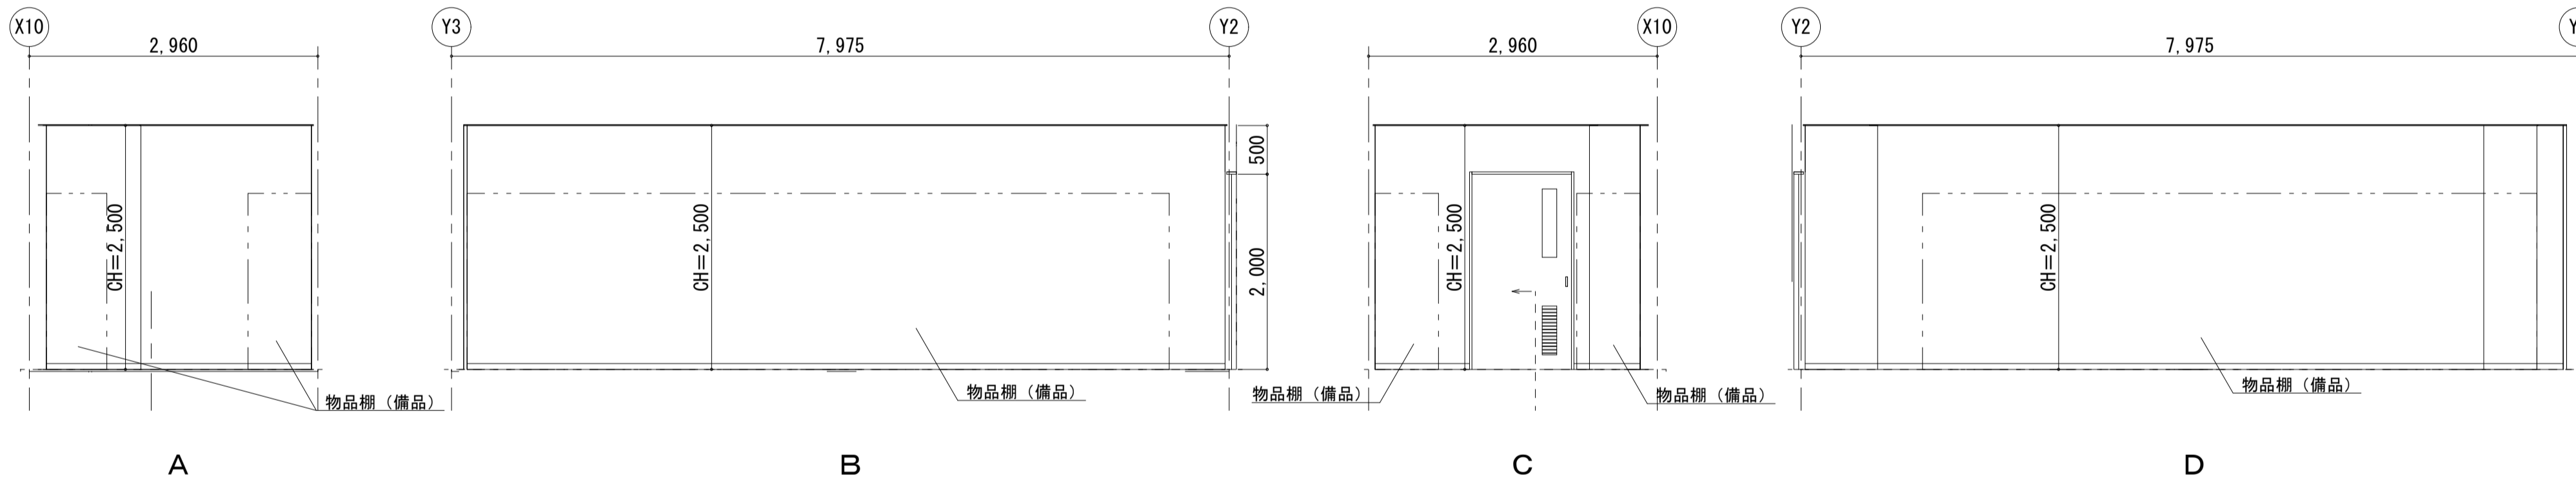 X10
2,960
CH=2,500
物品棚（備品）
A
Y3
7,975
Y2
CH=2,500
500
2,000
物品棚（備品）
B
2,960
X10
CH=2,500
物品棚（備品）
物品棚（備品）
C
Y2
7,975
Y
CH=2,500
物品棚（備品）
D